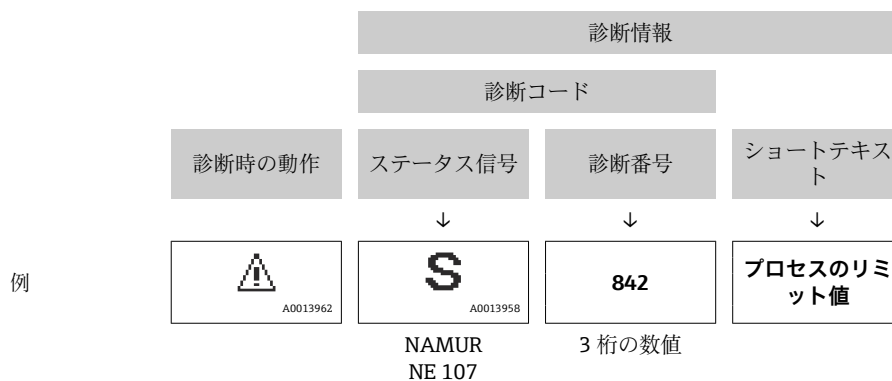 診断情報
診断コード
診断時の動作
ステータス信号
診断番号
ショートテキス
ト
↓ ↓ ↓
例
A0013962
S
A0013958
842
プロセスのリミ
ット値
NAMUR
NE 107
3 桁の数値